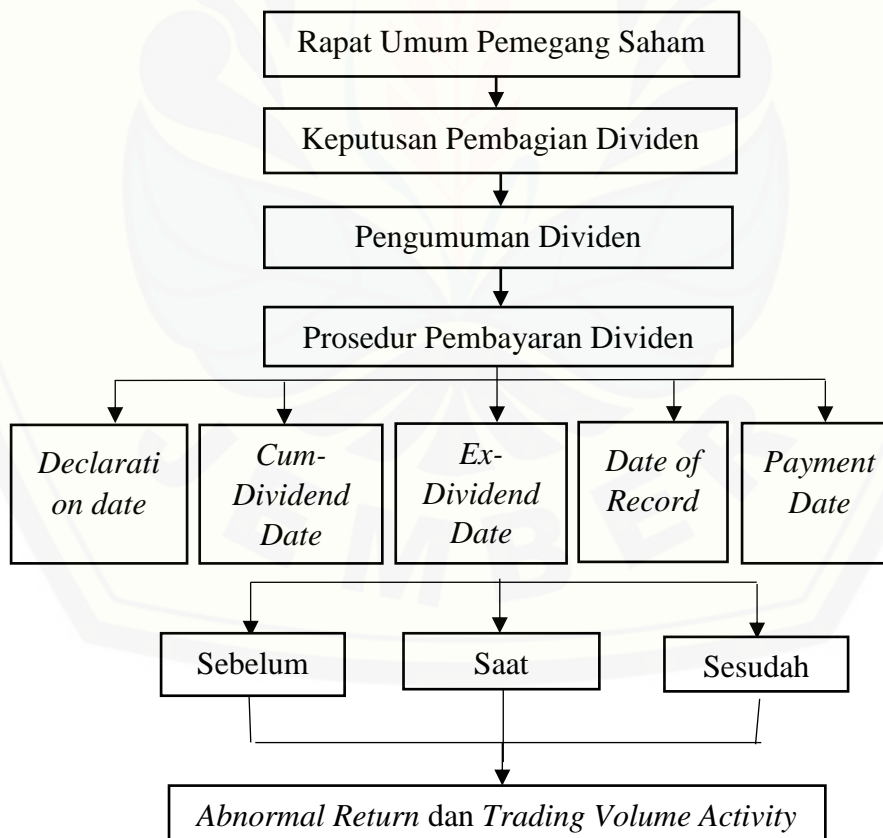 Rapat Umum Pemegang Saham
Keputusan Pembagian Dividen
Pengumuman Dividen
Prosedur Pembayaran Dividen
Declarati
on date
Cum-
Dividend
Date
Ex-
Dividend
Date
Date of
Record
Payment
Date
JEMBER
Sebelum
Saat
Sesudah
Abnormal Return dan Trading Volume Activity